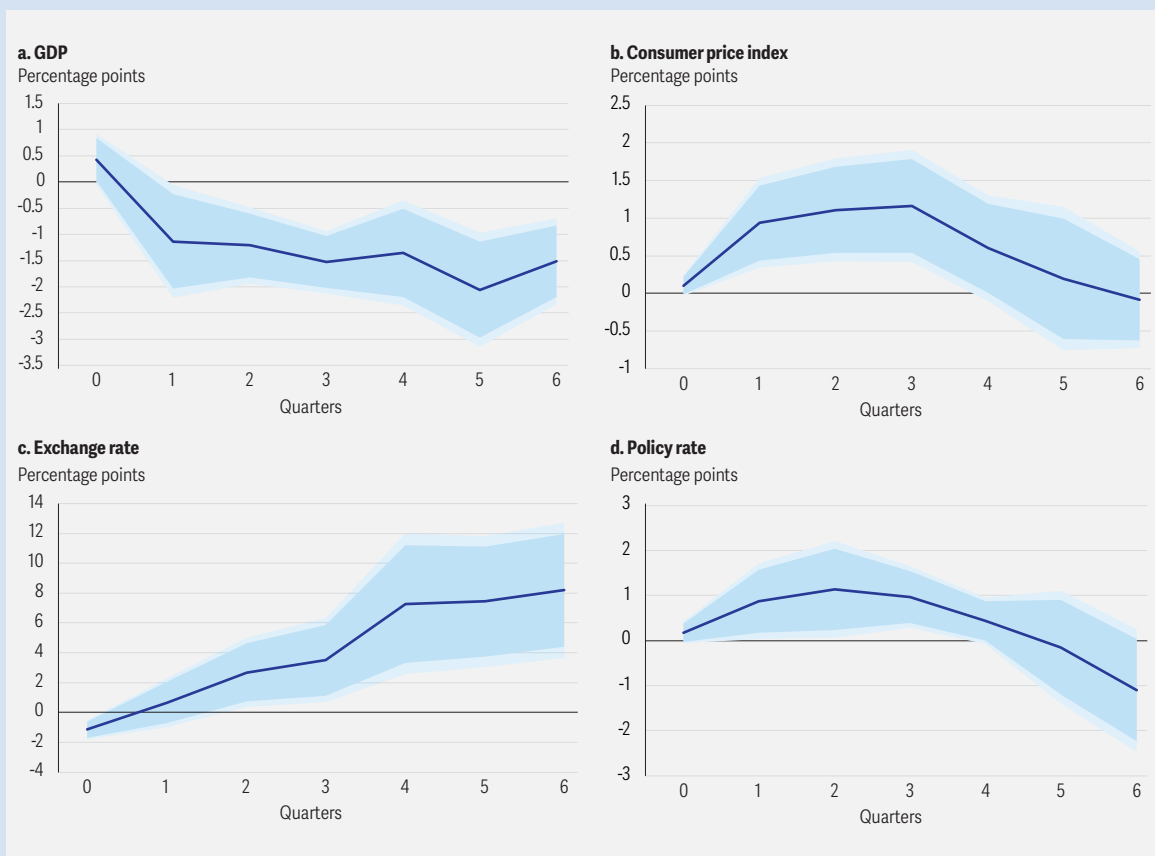 a. GDP
Percentage points
1.5
1
0.5
0
-0.5
-1
-1.5
-2
-2.5
-3
-3.5
0 1 2 3 4 5 6
Quarters
b. Consumer price index
Percentage points
2.5
2
1.5
1
0.5
0
-0.5
-1
0 1 2 3 4 5 6
Quarters
c. Exchange rate
Percentage points
14
12
10
8
6
4
2
0
-2
-4
0 1 2 3 4 5 6
Quarters
d. Policy rate
Percentage points
3
2
1
0
-1
-2
-3
0 1 2 3 4 5 6
Quarters